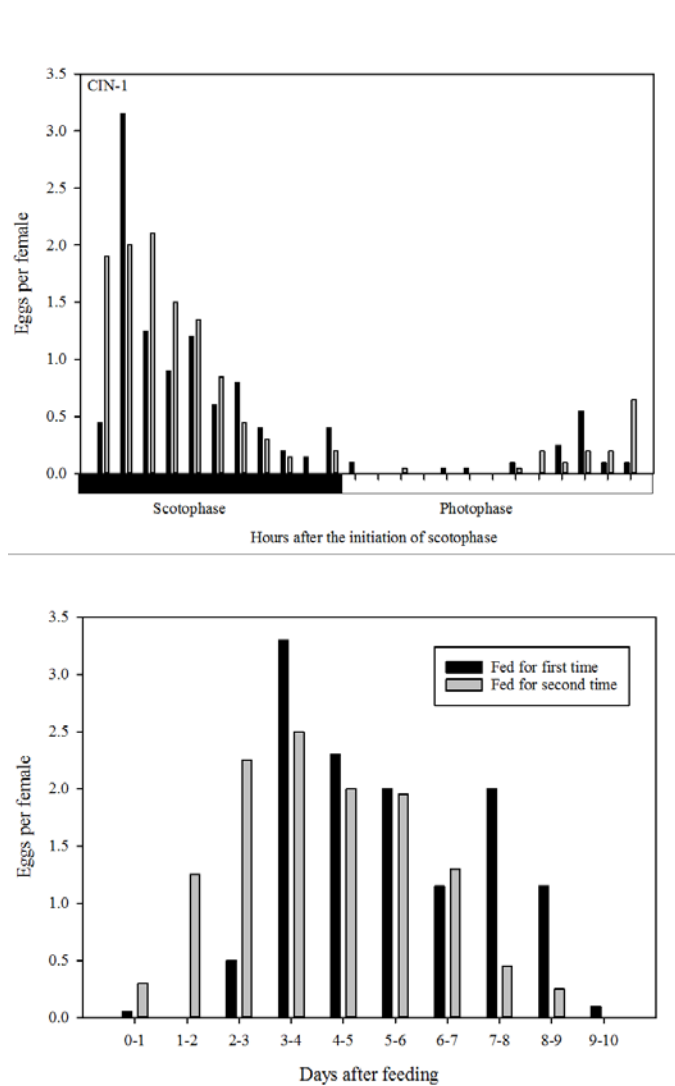 3.5
CIN-1
3.0
2.5
2.0
1.5
1.0
0.5
0.0
Eggs per female
Scotophase Photophase
Hours after the initiation of scotophase
3.5
3.0
2.5
2.0
1.5
1.0
0.5
0.0
Eggs per female
Fed for first time
Fed for second time
0-1 1-2 2-3 3-4 4-5 5-6 6-7 7-8 8-9 9-10
Days after feeding